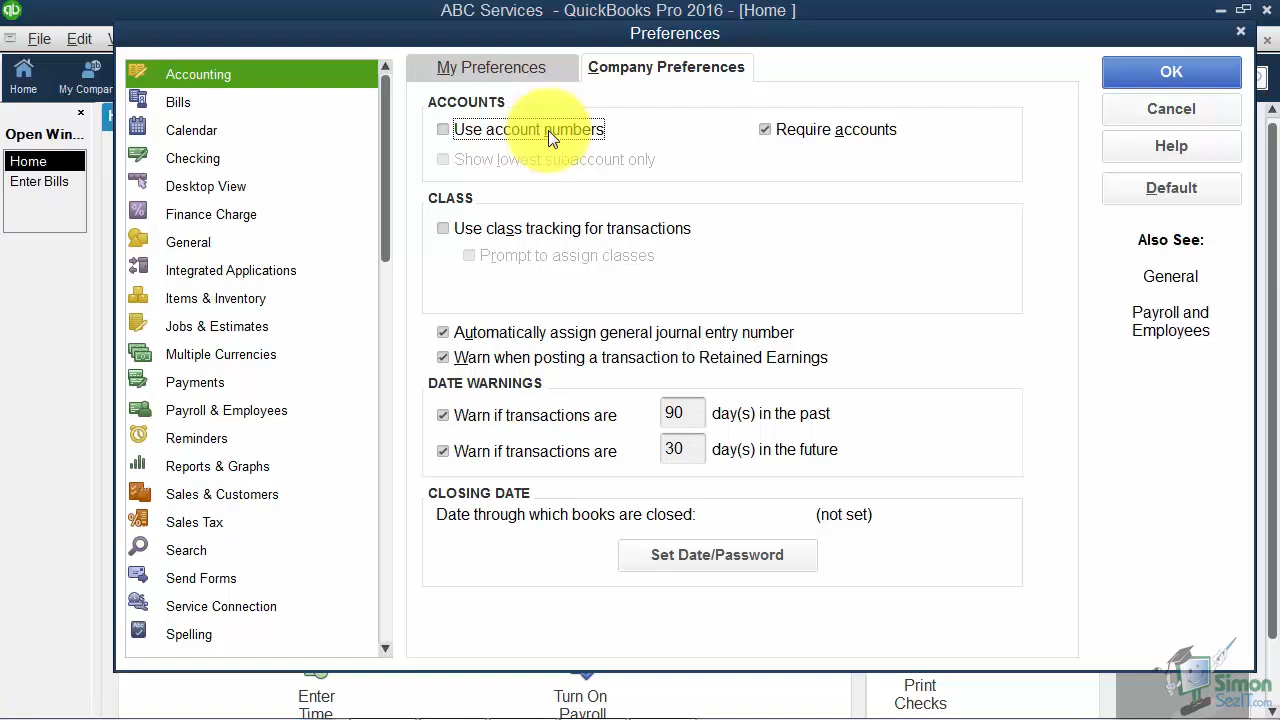 ABC Services - QuickBooks Pro 2016 - [Home ]
File Edit
Preferences
Home
My Compar
Open Win...
Home
Enter Bills
Accounting
Bills
Calendar
Checking
Desktop View
Finance Charge
General
Integrated Applications
Items & Inventory
Jobs & Estimates
Multiple Currencies
Payments
Payroll & Employees
Reminders
Reports & Graphs
Sales & Customers
Sales Tax
Search
Send Forms
Service Connection
Spelling
My Preferences
Company Preferences
ACCOUNTS
Use account numbers
Require accounts
Show lowest subaccount only
CLASS
Use class tracking for transactions
Prompt to assign classes
Automatically assign general journal entry number
Warn when posting a transaction to Retained Earnings
DATE WARNINGS
Warn if transactions are 90 day(s) in the past
Warn if transactions are 30 day(s) in the future
CLOSING DATE
Date through which books are closed: (not set)
Set Date/Password
OK
Cancel
Help
Default
Also See:
General
Payroll and
Employees
Enter
Time
Turn On
Payroll
Print
Checks
Simon
SezIT.com